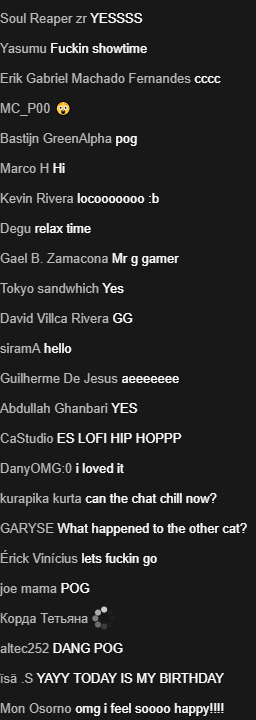 Soul Reaper zr YESSSS
Yasumu Fuckin showtime
Erik Gabriel Machado Fernandes cccc
MC_P00 😲
Bastijn GreenAlpha pog
Marco H Hi
Kevin Rivera locooooooo :b
Degu relax time
Gael B. Zamacona Mr g gamer
Tokyo sandwhich Yes
David Villca Rivera GG
siramA hello
Guilherme De Jesus aeeeeeee
Abdullah Ghanbari YES
CaStudio ES LOFI HIP HOPPP
DanyOMG:0 i loved it
kurapika kurta can the chat chill now?
GARYSE What happened to the other cat?
Érick Vinícius lets fuckin go
joe mama POG
Корда Тетьяна
altec252 DANG POG
ïsä .S YAYY TODAY IS MY BIRTHDAY
Mon Osorno omg i feel soooo happy!!!!